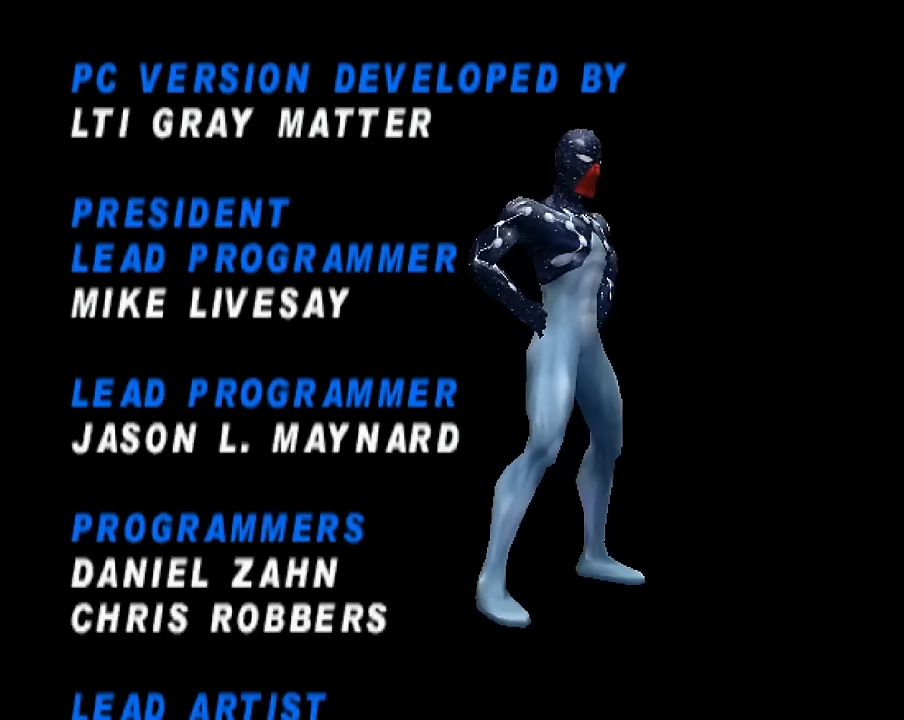 PC VERSION DEVELOPED BY
LTI GRAY MATTER
PRESIDENT
LEAD PROGRAMMER
MIKE LIVESAY
LEAD PROGRAMMER
JASON L. MAYNARD
PROGRAMMERS
DANIEL ZAHN
CHRIS ROBBERS
LEAD ARTIST